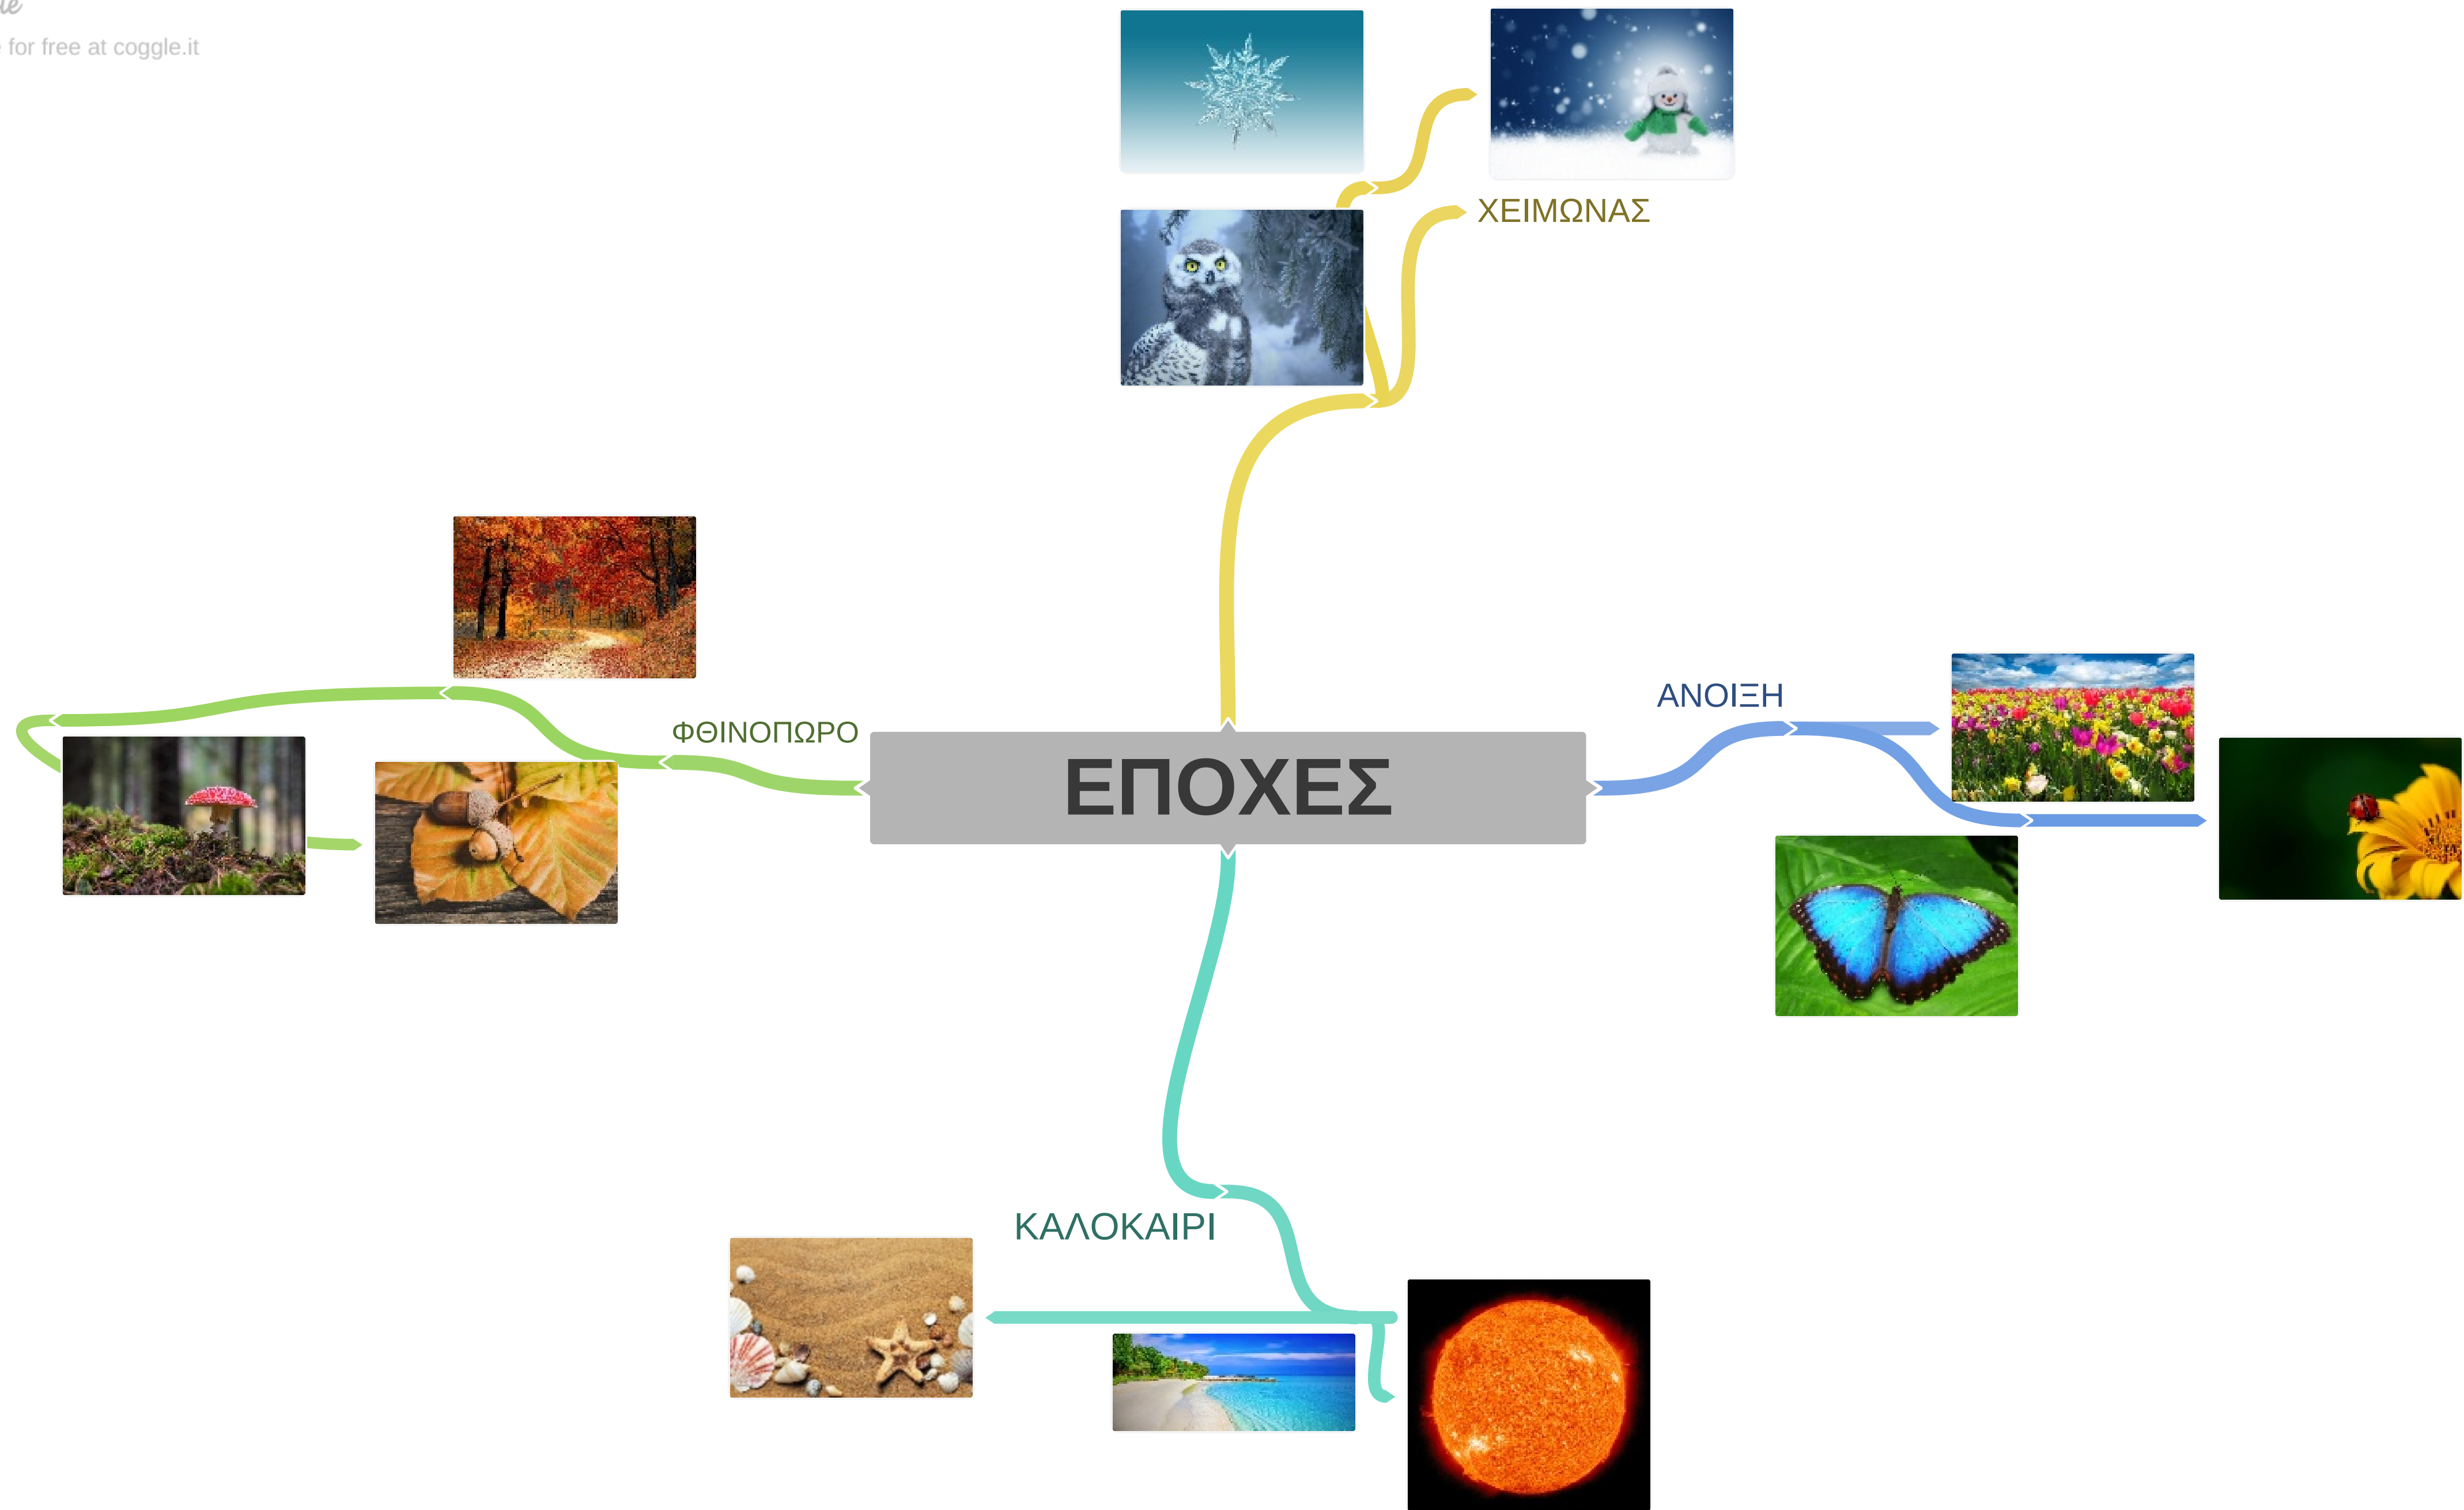 for free at coggle.it
ΧΕΙΜΩΝΑΣ
ΑΝΟΙΞΗ
ΦΘΙΝΟΠΩΡΟ
ΕΠΟΧΕΣ
ΚΑΛΟΚΑΙΡΙ